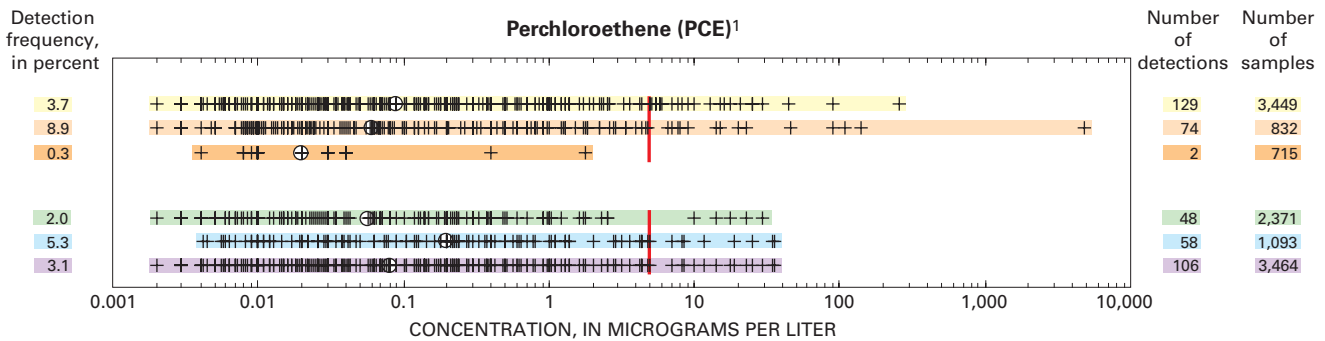 Detection
frequency,
in percent
Perchloroethene (PCE)1
Number
of
detections
Number
of
samples
3.7
129
3,449
8.9
74
832
0.3
2
715
2.0
48
2,371
5.3
58
1,093
3.1
106
3,464
0.001
0.01
0.1
1
10
100
1,000
10,000
CONCENTRATION, IN MICROGRAMS PER LITER